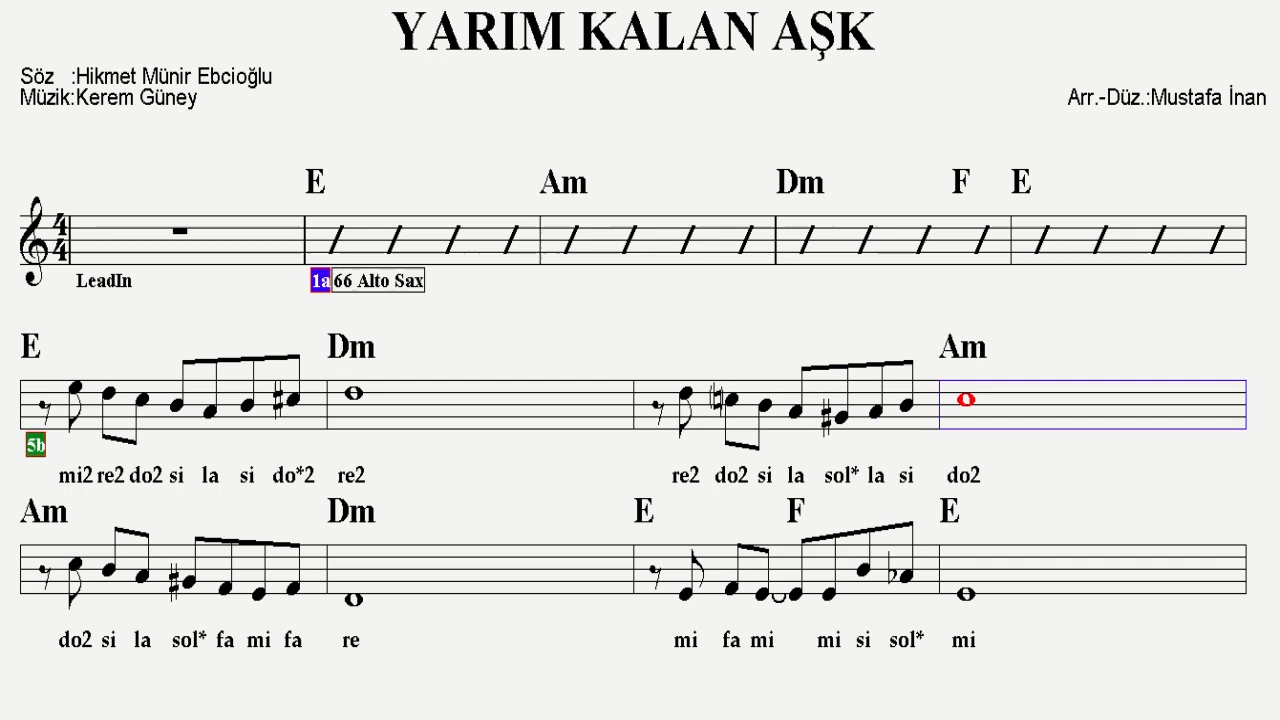 YARIM KALAN AŞK
Söz :Hikmet Münir Ebcioğlu
Müzik:Kerem Güney
Arr.-Düz.:Mustafa İnan
E Am Dm F E
4
4
LeadIn 1a 66 Alto Sax
E Dm Am
5b
mi2 re2 do2 si la si do*2 re2 re2 do2 si la sol* la si do2
Am Dm E F E
do2 si la sol* fa mi fa re mi fa mi mi si sol* mi